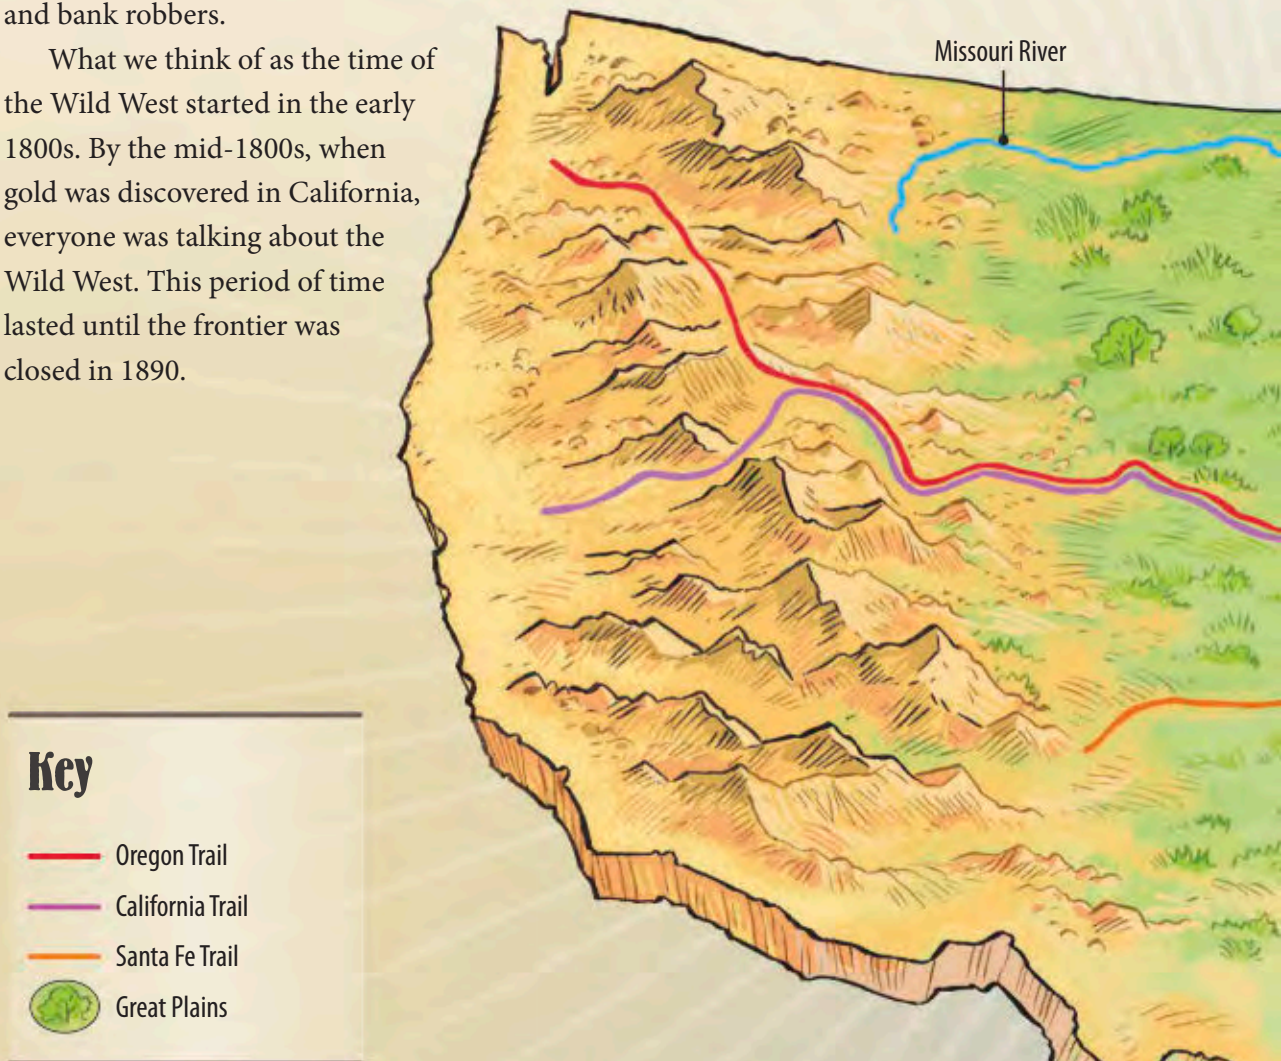 and bank robbers.
What we think of as the time of
the Wild West started in the early
1800s. By the mid-1800s, when
gold was discovered in California,
everyone was talking about the
Wild West. This period of time
lasted until the frontier was
closed in 1890.
Missouri River
Key
Oregon Trail
California Trail
Santa Fe Trail
Great Plains